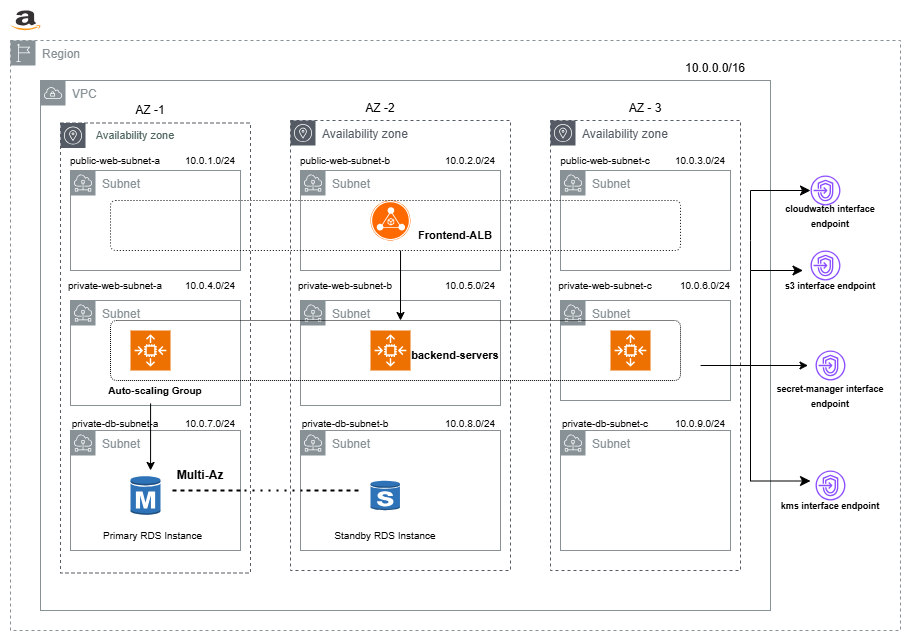 a
Region
10.0.0.0/16
VPC
AZ -1
AZ -2
AZ - 3
Availability zone
Availability zone
Availability zone
public-web-subnet-a
10.0.1.0/24
public-web-subnet-b
10.0.2.0/24
public-web-subnet-c
10.0.3.0/24
Subnet
Subnet
Subnet
cloudwatch interface
endpoint
Frontend-ALB
private-web-subnet-a
10.0.4.0/24
private-web-subnet-b
10.0.5.0/24
private-web-subnet-c
10.0.6.0/24
s3 interface endpoint
Subnet
Subnet
Subnet
backend-servers
Auto-scaling Group
secret-manager interface
endpoint
private-db-subnet-a
10.0.7.0/24
private-db-subnet-b
10.0.8.0/24
private-db-subnet-c
10.0.9.0/24
Subnet
Subnet
Subnet
Multi-Az
M
S
kms interface endpoint
Primary RDS Instance
Standby RDS Instance